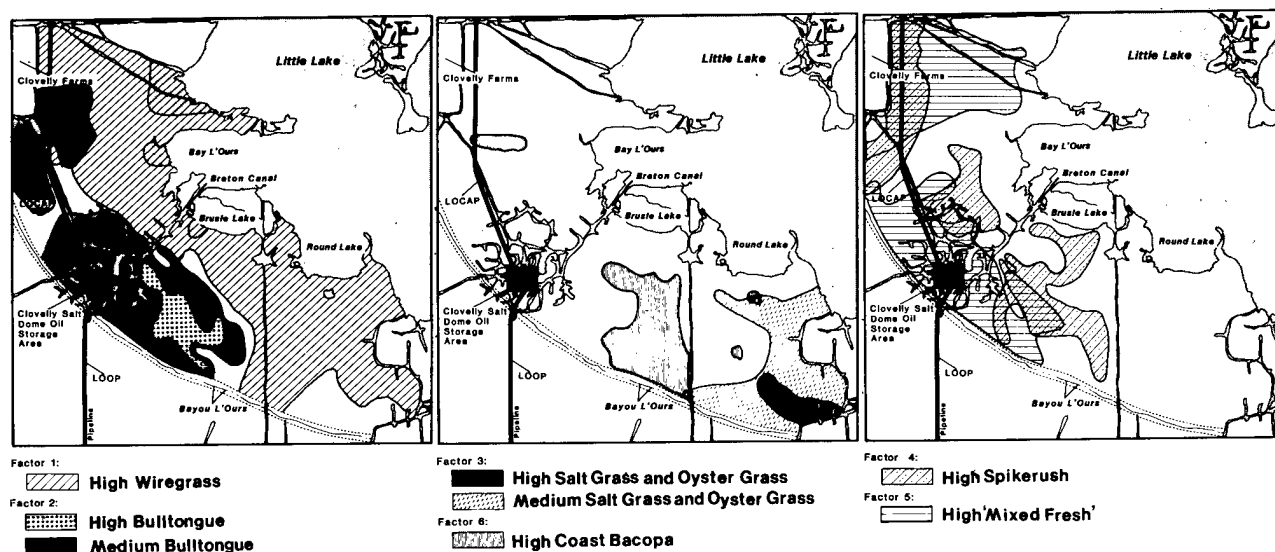 Little Lake
Clovelly Farms
Bay L'Ours
Breton Canal
LOCAP
Brusle Lake
Round Lake
Clovelly Salt
Dome Oil
Storage
Area
LOOP
Pipeline
Bayou L'Ours
Factor 1:
High Wiregrass
Factor 2:
High Bulltongue
Medium Bulltongue
Little Lake
Clovelly Farms
Bay L'Ours
Breton Canal
LOCAP
Brusle Lake
Round Lake
Clovelly Salt
Dome Oil
Storage
Area
LOOP
Pipeline
Bayou L'Ours
Factor 3:
High Salt Grass and Oyster Grass
Medium Salt Grass and Oyster Grass
Factor 6:
High Coast Bacopa
Little Lake
Clovelly Farms
Bay L'Ours
Breton Canal
LOCAP
Brusle Lake
Round Lake
Clovelly Salt
Dome Oil
Storage
Area
LOOP
Pipeline
Bayou L'Ours
Factor 4:
High Spikerush
Factor 5:
High 'Mixed Fresh'